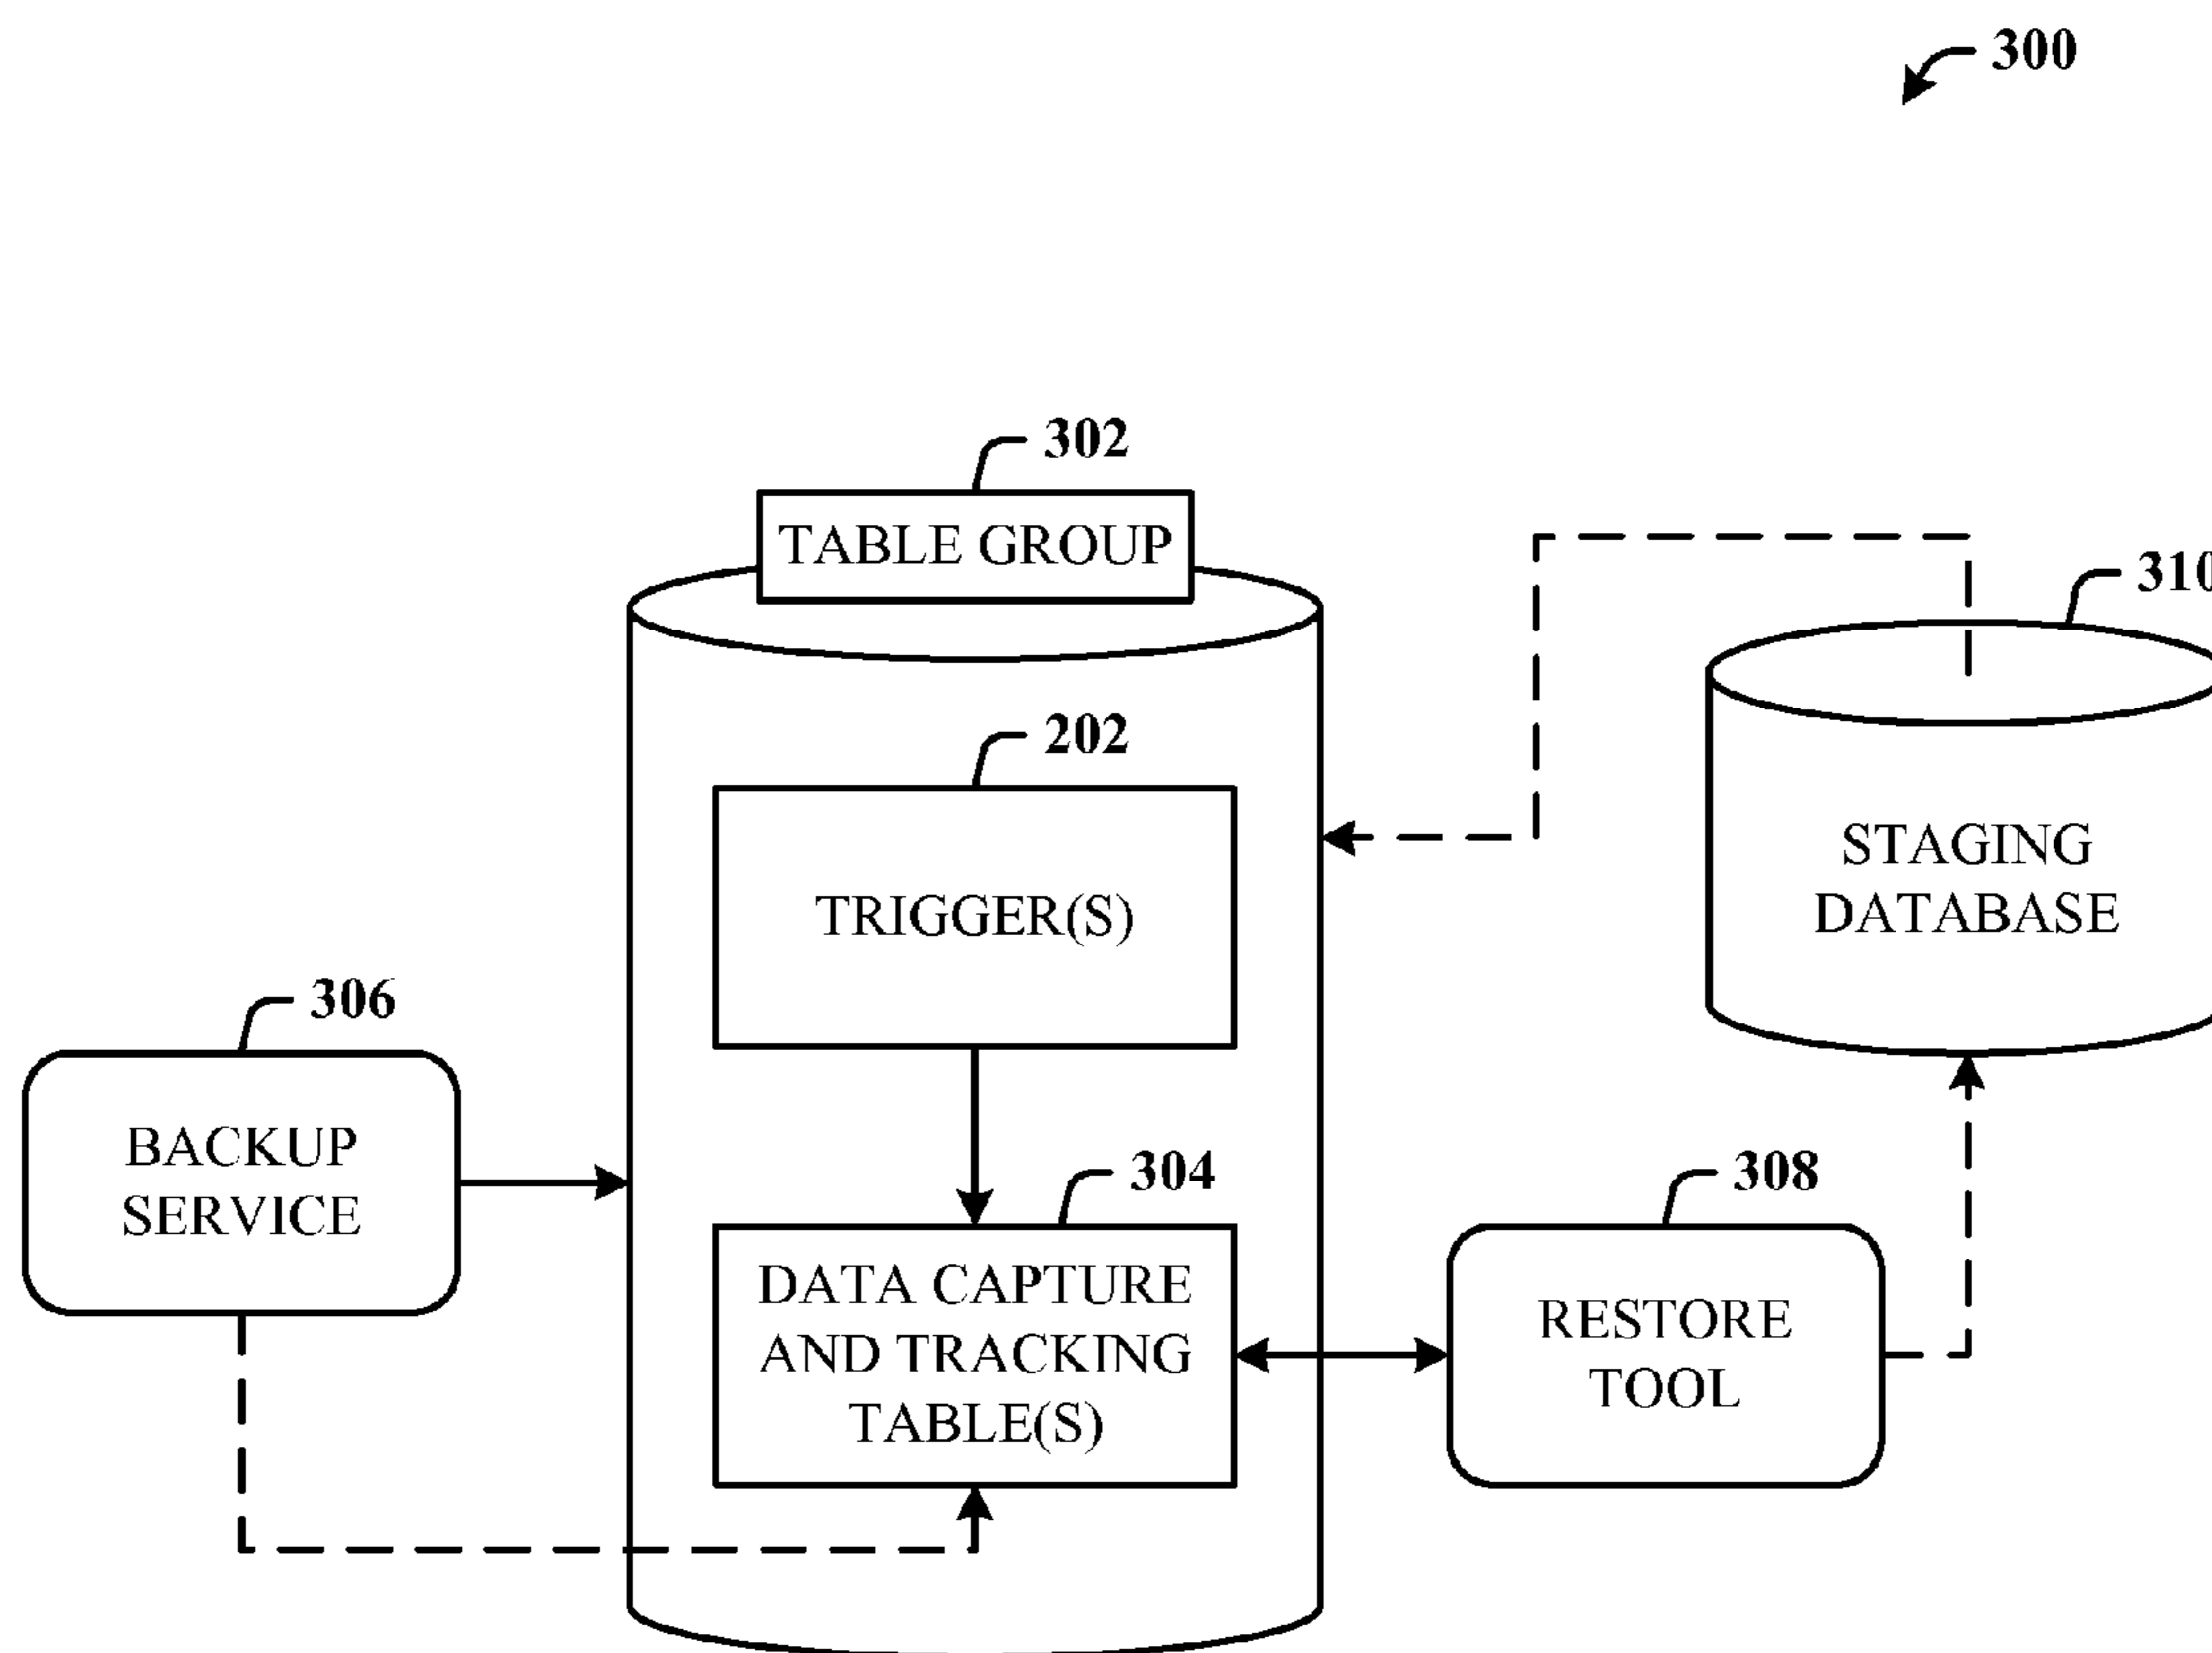 300
302
TABLE GROUP
310
202
TRIGGER(S)
STAGING
DATABASE
306
BACKUP
SERVICE
304
DATA CAPTURE
AND TRACKING
TABLE(S)
308
RESTORE
TOOL